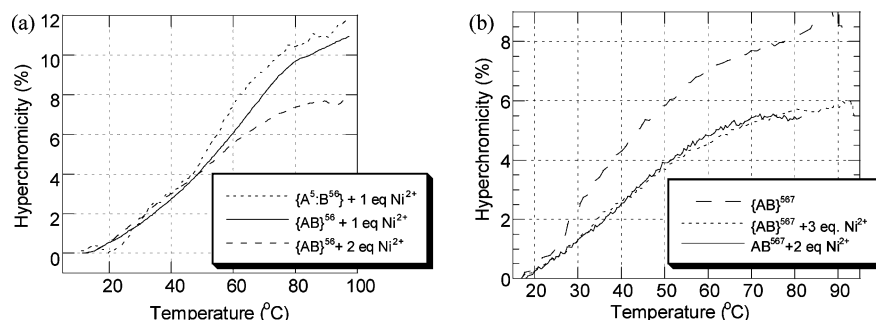 (a)
Hyperchromicity (%)
12
10
8
6
4
2
0
{A⁵:B⁵⁶} + 1 eq Ni²⁺
{AB}⁵⁶ + 1 eq Ni²⁺
{AB}⁵⁶ + 2 eq Ni²⁺
20 40 60 80 100
Temperature (°C)
(b)
Hyperchromicity (%)
8
6
4
2
0
{AB}⁵⁶⁷
{AB}⁵⁶⁷ +3 eq. Ni²⁺
AB⁵⁶⁷ +2 eq Ni²⁺
20 30 40 50 60 70 80 90
Temperature (°C)